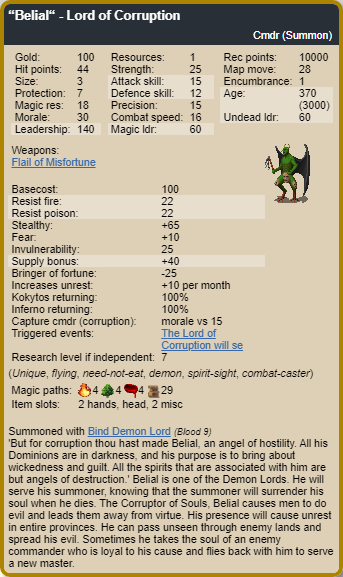 “Belial“ - Lord of Corruption
Cmdr (Summon)
Gold: 100 Resources: 1 Rec points: 10000
Hit points: 44 Strength: 25 Map move: 28
Size: 3 Attack skill: 15 Encumbrance: 1
Protection: 7 Defence skill: 12 Age: 370
Magic res: 18 Precision: 15 (3000)
Morale: 30 Combat speed: 16 Undead ldr: 60
Leadership: 140 Magic ldr: 60
Weapons:
Flail of Misfortune
Basecost: 100
Resist fire: 22
Resist poison: 22
Stealthy: +65
Fear: +10
Invulnerability: 25
Supply bonus: +40
Bringer of fortune: -25
Increases unrest: +10 per month
Kokytos returning: 100%
Inferno returning: 100%
Capture cmdr (corruption): morale vs 15
Triggered events: The Lord of
Corruption will se
Research level if independent: 7
(Unique, flying, need-not-eat, demon, spirit-sight, combat-caster)
Magic paths: 4 4 4 29
Item slots: 2 hands, head, 2 misc
Summoned with Bind Demon Lord (Blood 9)
'But for corruption thou hast made Belial, an angel of hostility. All his
Dominions are in darkness, and his purpose is to bring about
wickedness and guilt. All the spirits that are associated with him are
but angels of destruction.' Belial is one of the Demon Lords. He will
serve his summoner, knowing that the summoner will surrender his
soul when he dies. The Corruptor of Souls, Belial causes men to do
evil and leads them away from virtue. His presence will cause unrest
in entire provinces. He can pass unseen through enemy lands and
spread his evil. Sometimes he takes the soul of an enemy
commander who is loyal to his cause and flies back with him to serve
a new master.